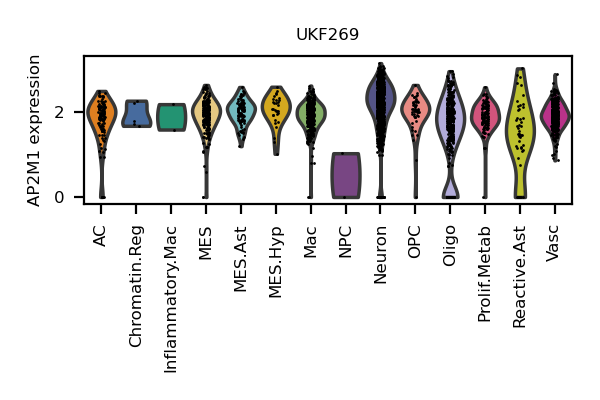 UKF269
AP2M1 expression
2
0
AC
Chromatin.Reg
Inflammatory.Mac
MES
MES.Ast
MES.Hyp
Mac
NPC
Neuron
OPC
Oligo
Prolif.Metab
Reactive.Ast
Vasc